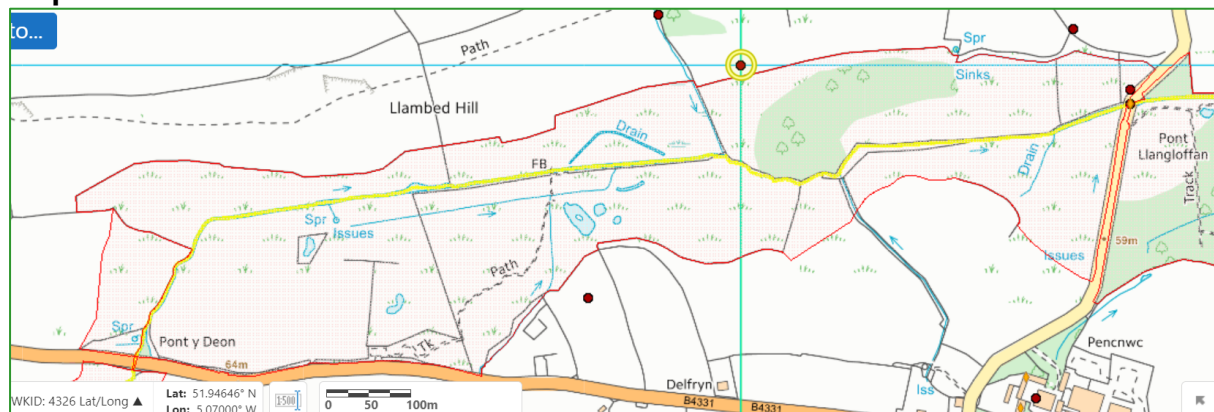 to...
Path
Spr
Sinks
Llambed Hill
Drain
FB
Pont
Llangloffan
Drain
Track
Spr
Issues
59m
Issues
Path
Spr
Pont y Deon
Pencnwc
Tk
64m
Delfryn
Iss
B4331
B4331
WKID: 4326 Lat/Long ▲
Lat: 51.94646° N
Lon: 5.07000° W
1:500
0 50 100m